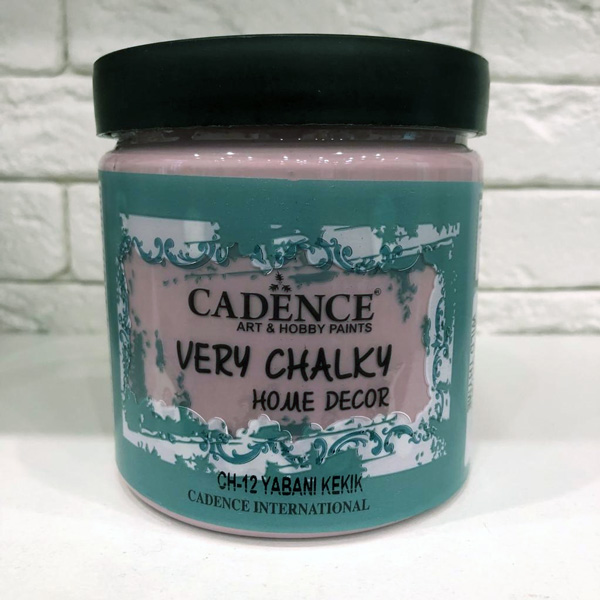 CADENCE®
ART & HOBBY PAINTS
VERY CHALKY
HOME DECOR
CH-12 YABANI KEKIK
CADENCE INTERNATIONAL